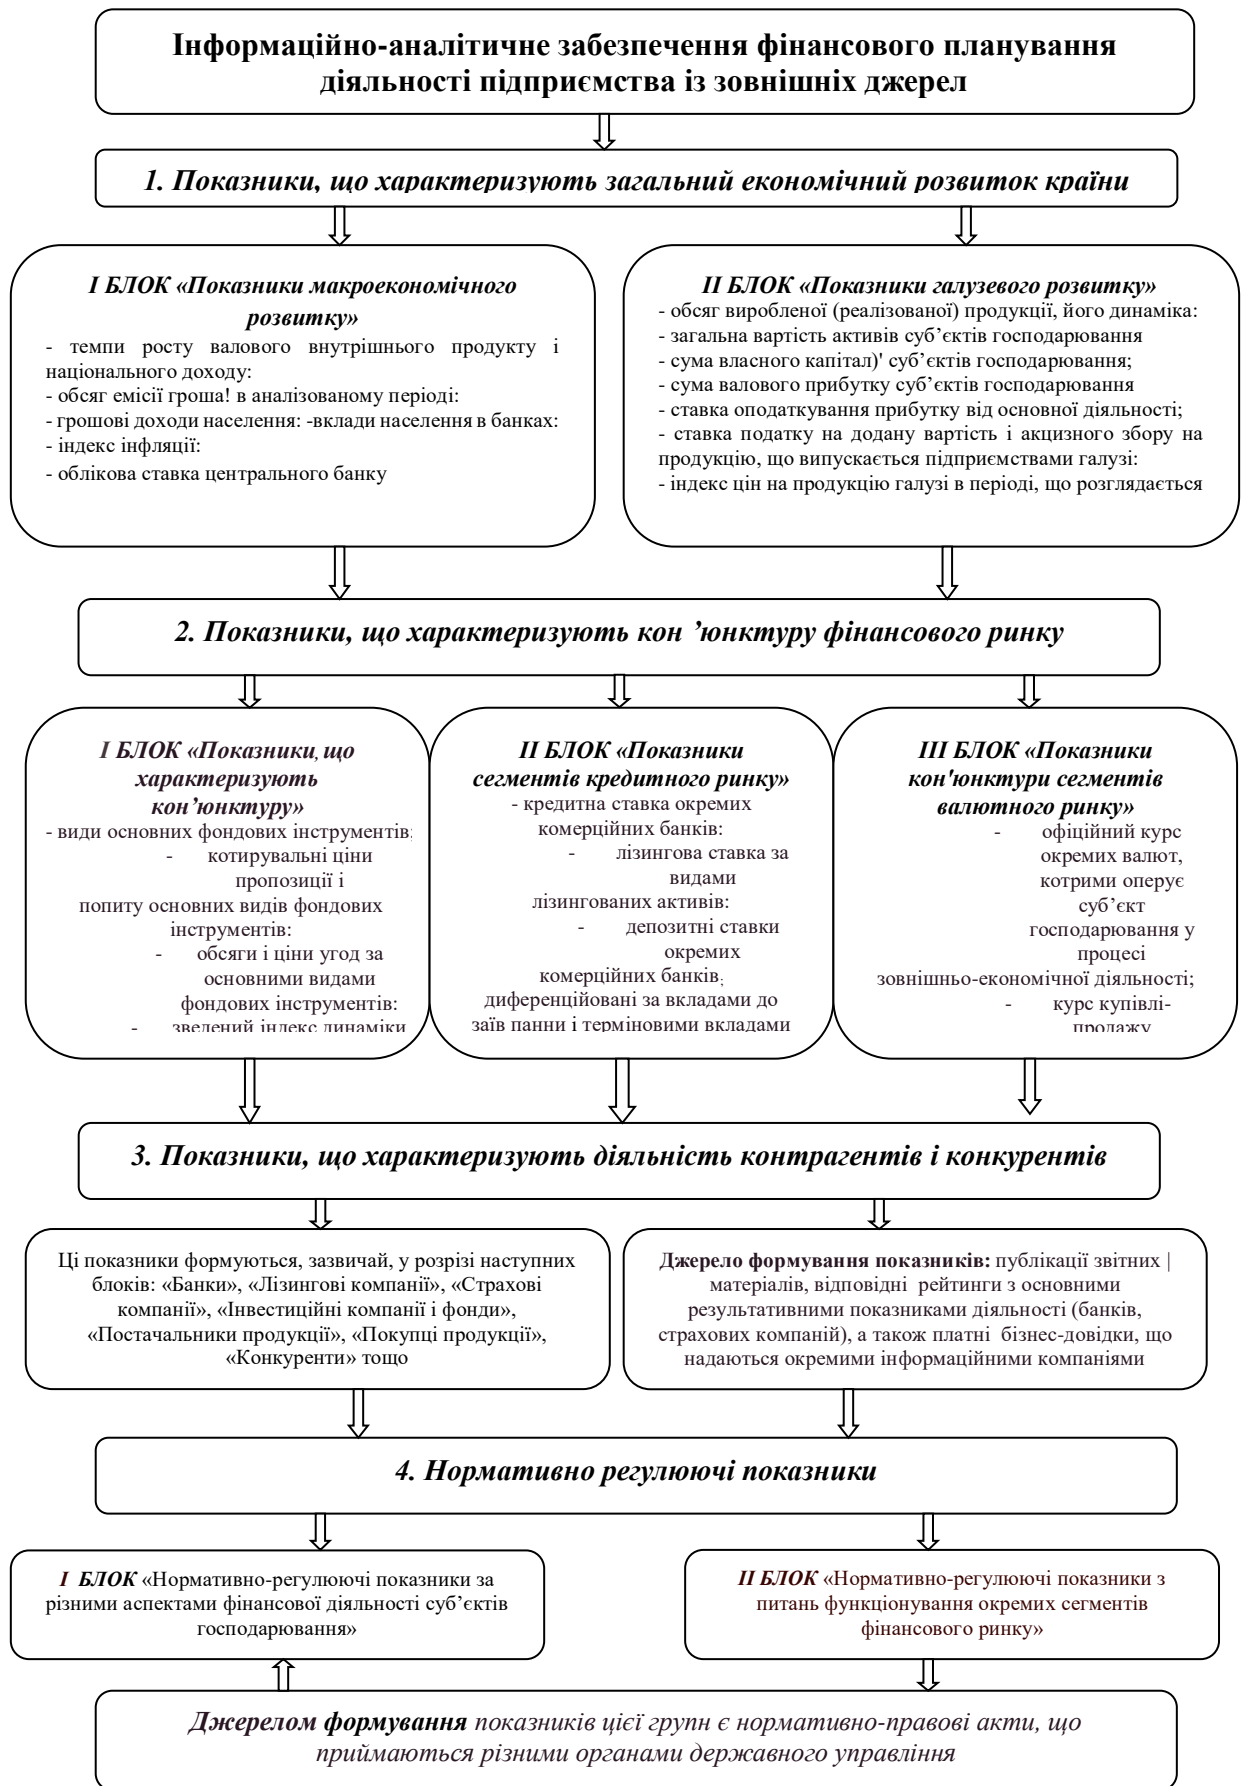 Інформаційно-аналітичне забезпечення фінансового планування
діяльності підприємства із зовнішніх джерел
1. Показники, що характеризують загальний економічний розвиток країни
І БЛОК «Показники макроекономічного
розвитку»
- темпи росту валового внутрішнього продукту і
національного доходу:
- обсяг емісії гроша! в аналізованому періоді:
- грошові доходи населення: -вклади населення в банках:
- індекс інфляції:
- облікова ставка центрального банку
ІІ БЛОК «Показники галузевого розвитку»
- обсяг виробленої (реалізованої) продукції, його динаміка:
- загальна вартість активів суб’єктів господарювання
- сума власного капітал)' суб’єктів господарювання;
- сума валового прибутку суб’єктів господарювання
- ставка оподаткування прибутку від основної діяльності;
- ставка податку на додану вартість і акцизного збору на
продукцію, що випускається підприємствами галузі:
- індекс цін на продукцію галузі в періоді, що розглядається
2. Показники, що характеризують кон ’юнктуру фінансового ринку
І БЛОК «Показники, що
характеризують
кон’юнктуру»
- види основних фондових інструментів;
- котирувальні ціни
пропозиції і
попиту основних видів фондових
інструментів:
- обсяги і ціни угод за
основними видами
фондових інструментів:
- зведений індекс динаміки
ІІ БЛОК «Показники
сегментів кредитного ринку»
- кредитна ставка окремих
комерційних банків:
- лізингова ставка за
видами
лізингованих активів:
- депозитні ставки
окремих
комерційних банків;
диференційовані за вкладами до
заїв панни і терміновими вкладами
ІІІ БЛОК «Показники
кон'юнктури сегментів
валютного ринку»
- офіційний курс
окремих валют,
котрими оперує
суб’єкт
господарювання у
процесі
зовнішньо-економічної діяльності;
- курс купівлі-
продажу
3. Показники, що характеризують діяльність контрагентів і конкурентів
Ці показники формуються, зазвичай, у розрізі наступних
блоків: «Банки», «Лізингові компанії», «Страхові
компанії», «Інвестиційні компанії і фонди»,
«Постачальники продукції», «Покупці продукції»,
«Конкуренти» тощо
Джерело формування показників: публікації звітних |
матеріалів, відповідні рейтинги з основними
результативними показниками діяльності (банків,
страхових компаній), а також платні бізнес-довідки, що
надаються окремими інформаційними компаніями
4. Нормативно регулюючі показники
І БЛОК «Нормативно-регулюючі показники за
різними аспектами фінансової діяльності суб’єктів
господарювання»
ІІ БЛОК «Нормативно-регулюючі показники з
питань функціонування окремих сегментів
фінансового ринку»
Джерелом формування показників цієї групн є нормативно-правові акти, що
приймаються різними органами державного управління